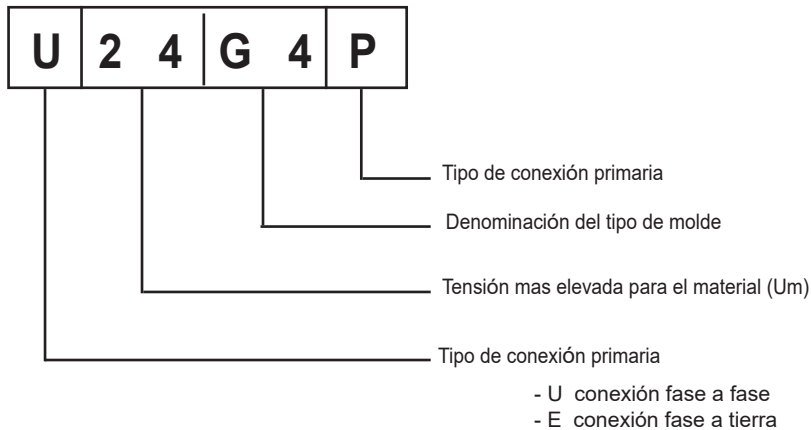 U 2 4 G 4 P
Tipo de conexión primaria
Denominación del tipo de molde
Tensión mas elevada para el material (Um)
Tipo de conexión primaria
- U conexión fase a fase
- E conexión fase a tierra